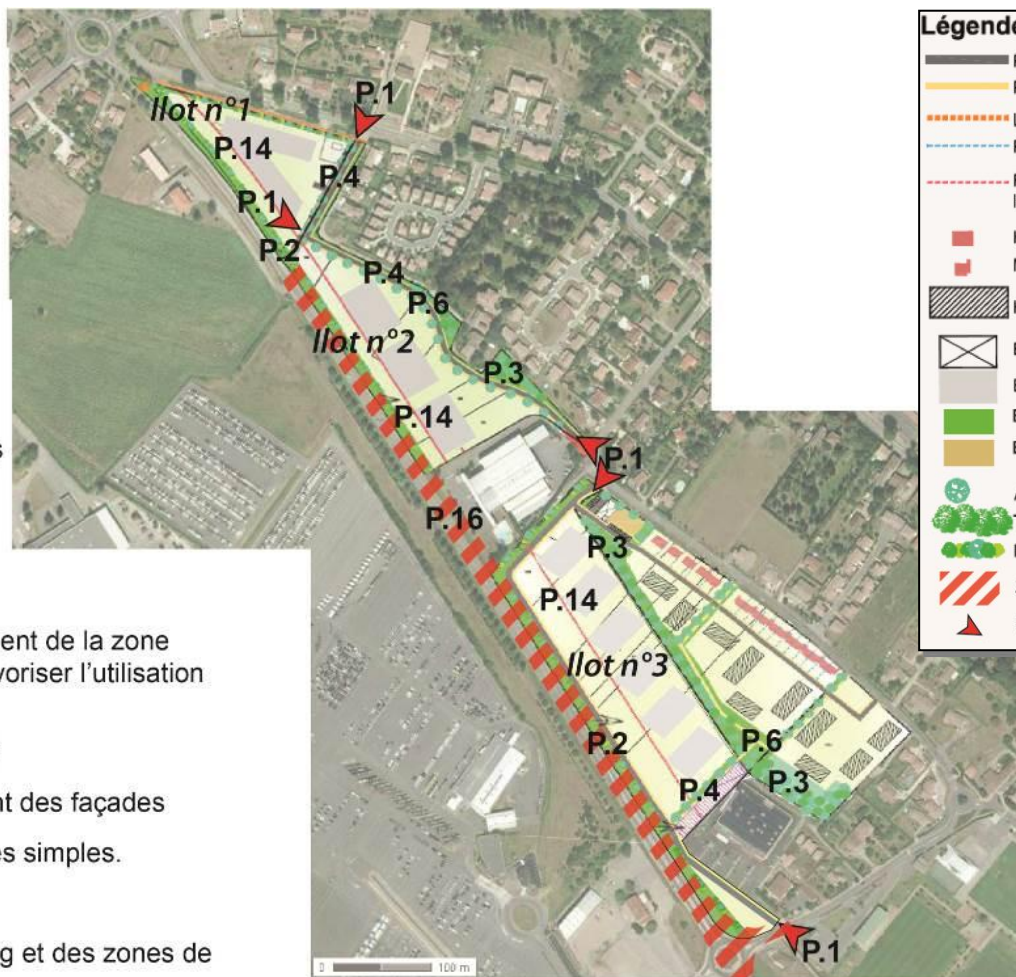 P.1
Ilot n°1
P.14
P.4
P.1
P.2
P.4
P.6
Ilot n°2
P.3
P.14
P.1
P.16
P.3
P.14
Ilot n°3
P.2
P.6
P.4
P.3
P.1
0 100 m
Légende
s
ent de la zone
voriser l'utilisation
nt des façades
es simples.
g et des zones de